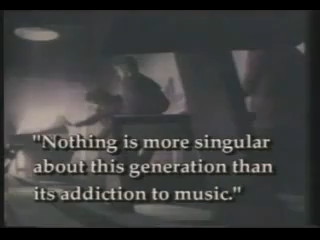 "Nothing is more singular
about this generation than
its addiction to music."